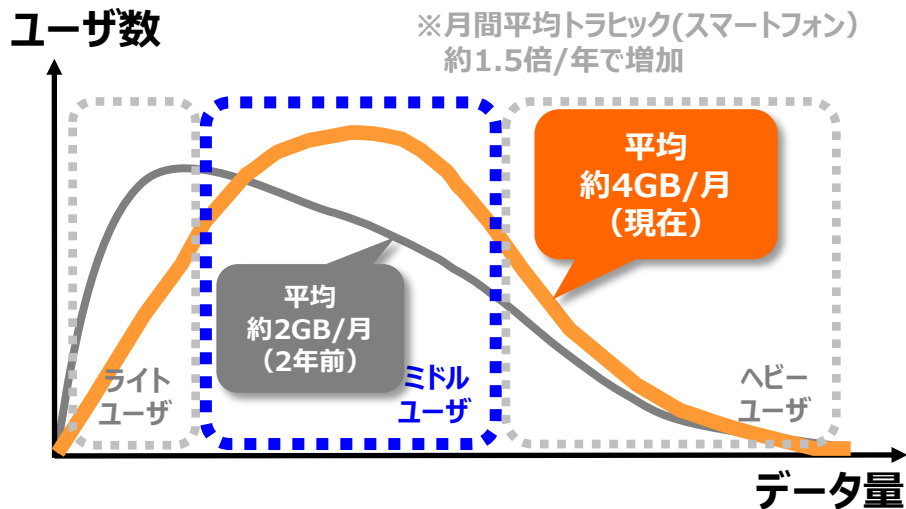 ユーザ数
※月間平均トラヒック(スマートフォン）
約1.5倍/年で増加
平均
約4GB/月
（現在）
平均
約2GB/月
（2年前）
ライト
ユーザ
ミドル
ユーザ
ヘビー
ユーザ
データ量